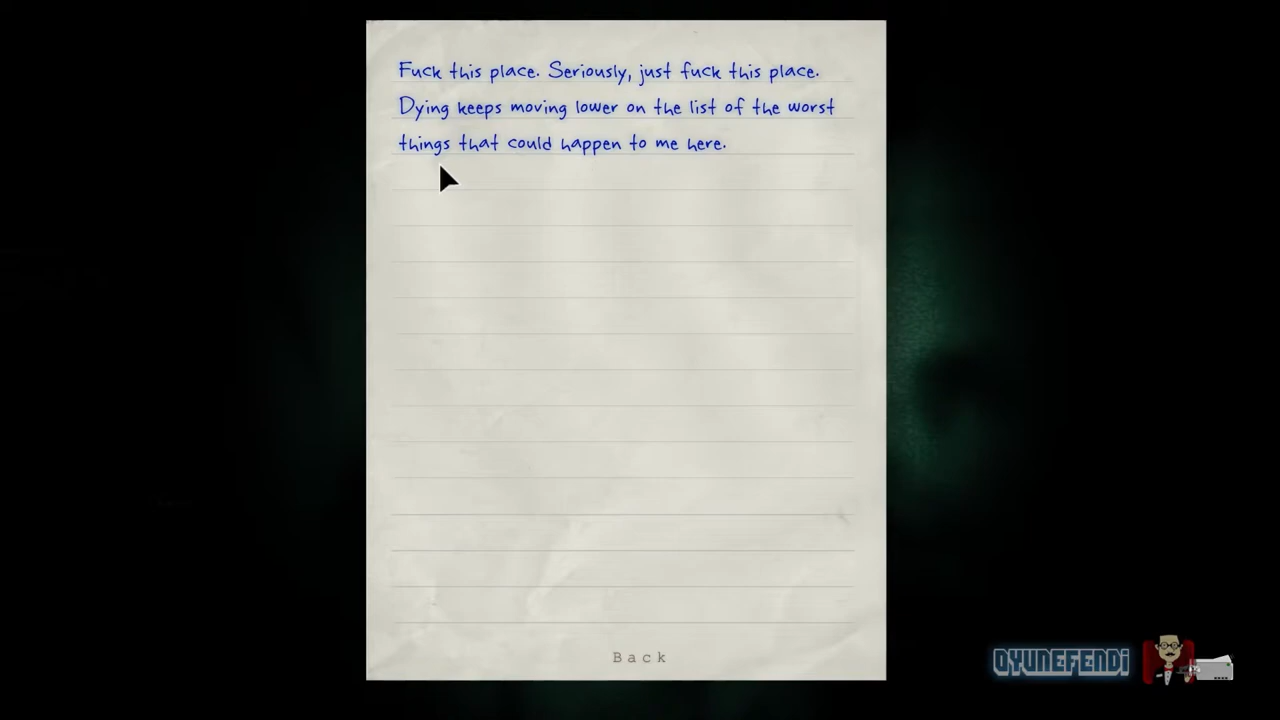 Fuck this place. Seriously, just fuck this place.
Dying keeps moving lower on the list of the worst
things that could happen to me here.
Back
OYUNEFENDi